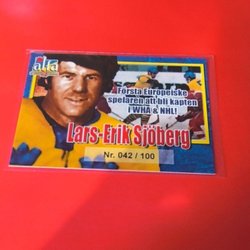 alfa
Första Europeiske
spelaren att bli kapten
i WHA & NHL!
Lars-Erik Sjöberg
Nr. 042 / 100